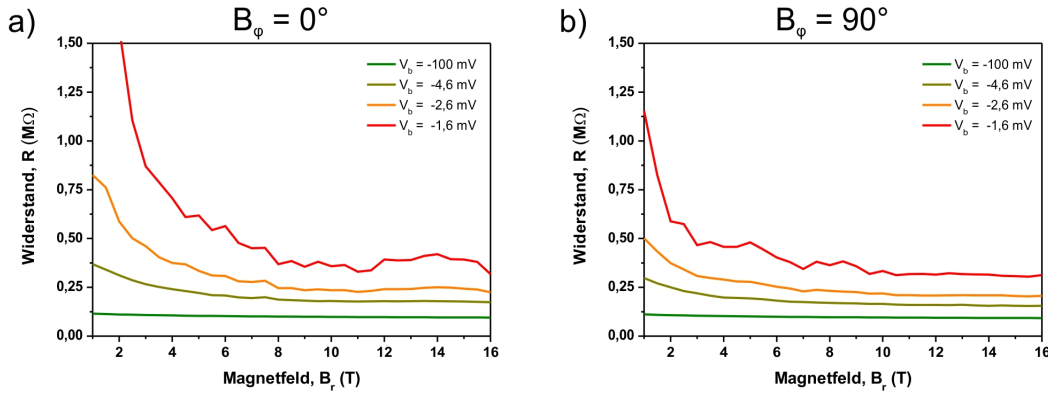 a)
B_φ = 0°
1,50
1,25
1,00
0,75
0,50
0,25
0,00
Widerstand, R (MΩ)
2 4 6 8 10 12 14 16
Magnetfeld, B_r (T)
V_b = -100 mV
V_b = -4,6 mV
V_b = -2,6 mV
V_b = -1,6 mV
b)
B_φ = 90°
1,50
1,25
1,00
0,75
0,50
0,25
0,00
Widerstand, R (MΩ)
2 4 6 8 10 12 14 16
Magnetfeld, B_r (T)
V_b = -100 mV
V_b = -4,6 mV
V_b = -2,6 mV
V_b = -1,6 mV